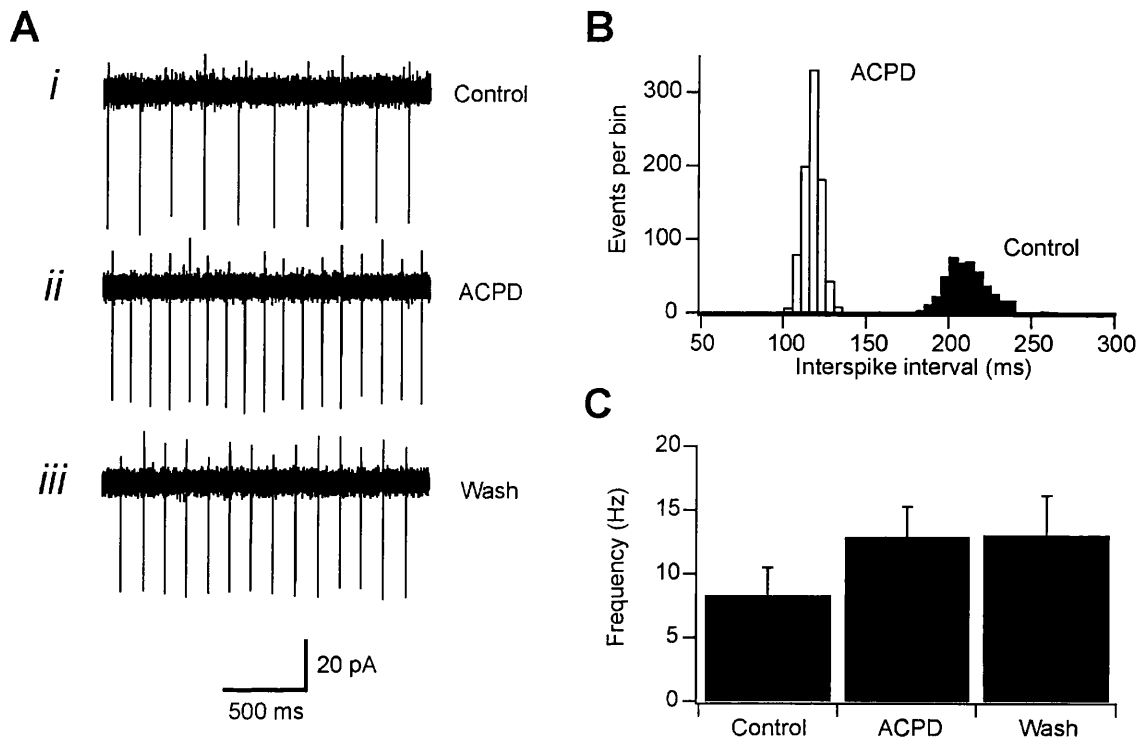 A
i
Control
ii
ACPD
iii
Wash
20 pA
500 ms
B
300
200
100
0
Events per bin
ACPD
Control
50
100
150
200
250
300
Interspike interval (ms)
C
20
15
10
5
0
Frequency (Hz)
Control
ACPD
Wash